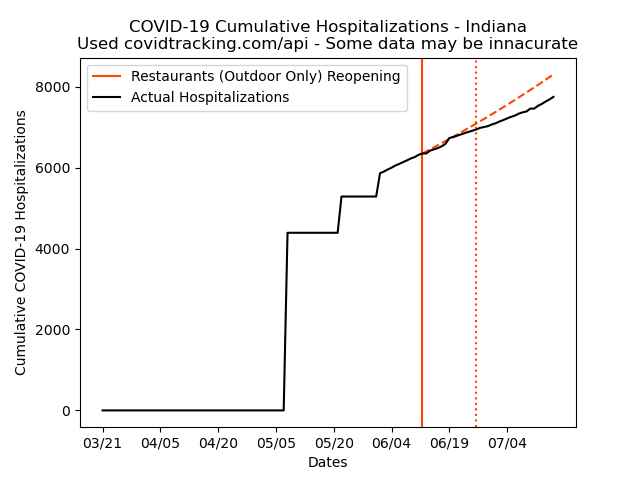 COVID-19 Cumulative Hospitalizations - Indiana
Used covidtracking.com/api - Some data may be innacurate
Restaurants (Outdoor Only) Reopening
Actual Hospitalizations
Cumulative COVID-19 Hospitalizations
8000
6000
4000
2000
0
03/21 04/05 04/20 05/05 05/20 06/04 06/19 07/04
Dates